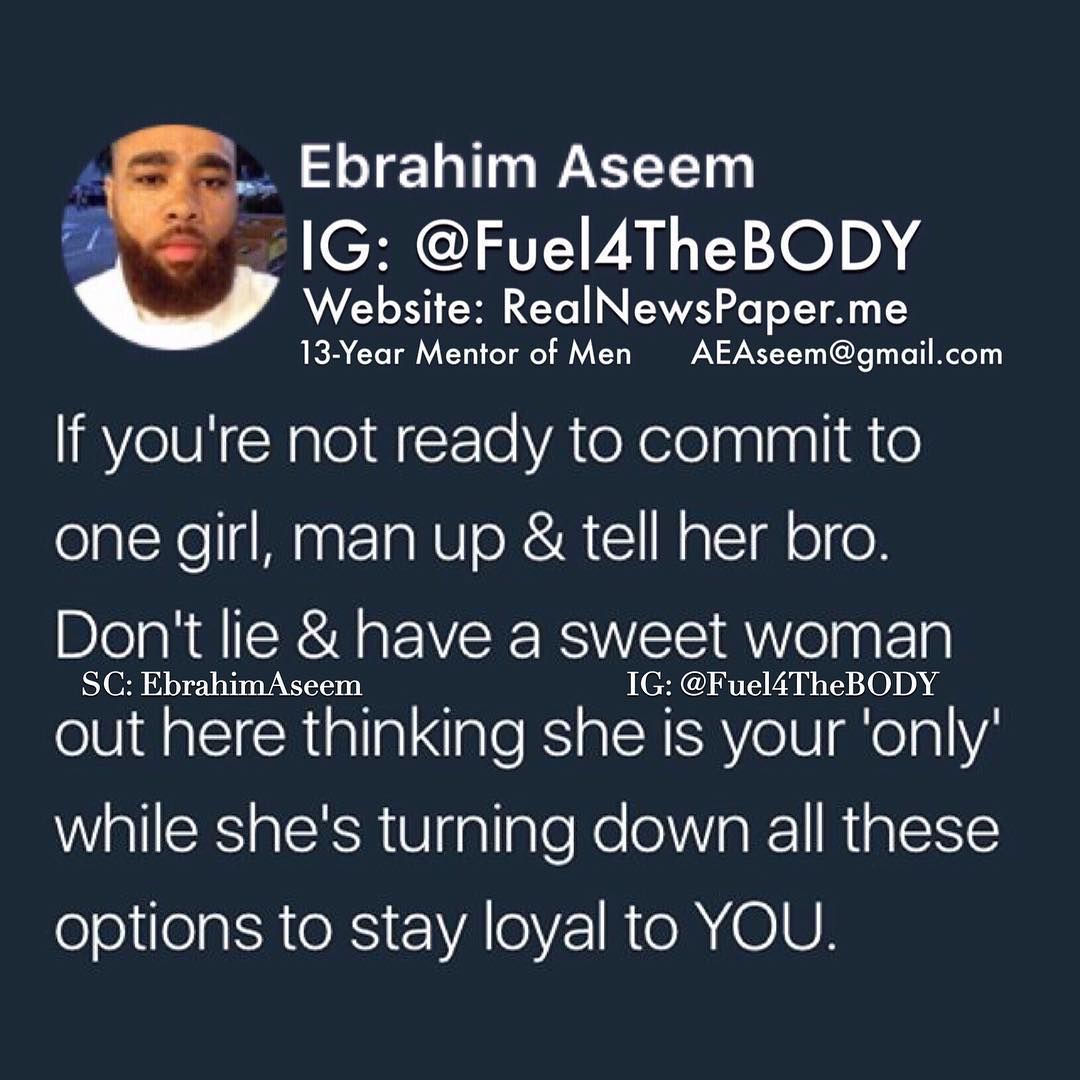 Ebrahim Aseem
IG: @Fuel4TheBODY
Website: RealNewsPaper.me
13-Year Mentor of Men AEAseem@gmail.com
If you're not ready to commit to
one girl, man up & tell her bro.
Don't lie & have a sweet woman
SC: EbrahimAseem IG: @Fuel4TheBODY
out here thinking she is your 'only'
while she's turning down all these
options to stay loyal to YOU.